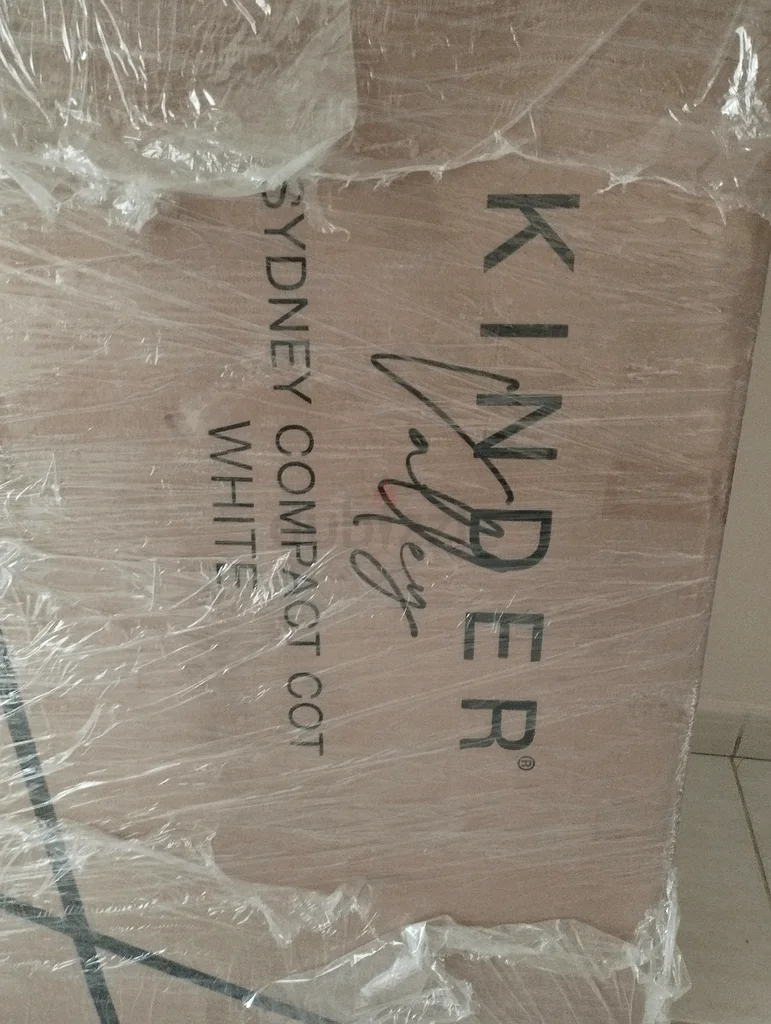 KINDER®
Valley
SYDNEY COMPACT COT
WHITE